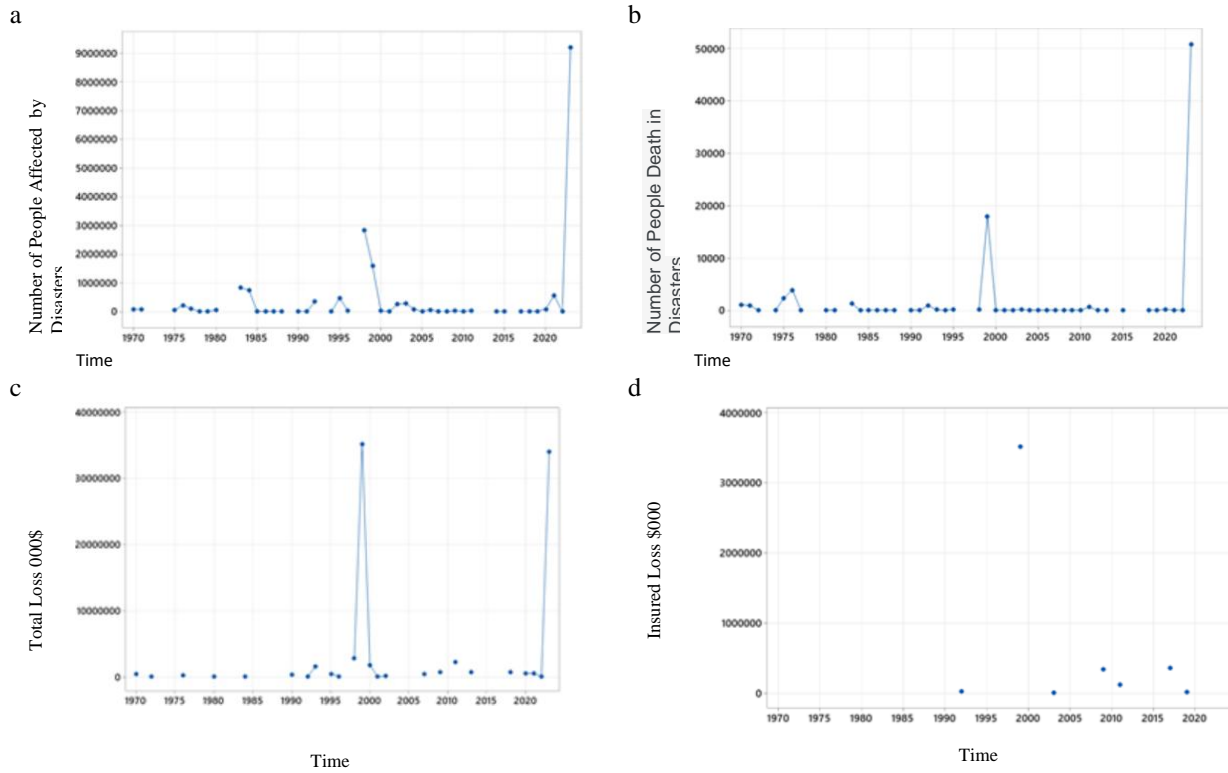 a
Number of People Affected by
Disasters
9000000
8000000
7000000
6000000
5000000
4000000
3000000
2000000
1000000
0
1970 1975 1980 1985 1990 1995 2000 2005 2010 2015 2020
Time
b
Number of People Death in
Disasters
50000
40000
30000
20000
10000
0
1970 1975 1980 1985 1990 1995 2000 2005 2010 2015 2020
Time
c
Total Loss 000$
40000000
30000000
20000000
10000000
0
1970 1975 1980 1985 1990 1995 2000 2005 2010 2015 2020
Time
d
Insured Loss $000
4000000
3000000
2000000
1000000
0
1970 1975 1980 1985 1990 1995 2000 2005 2010 2015 2020
Time